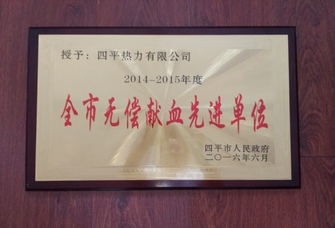 授予：四平热力有限公司
2014-2015年度
全市无偿献血先进单位
四平市人民政府
二〇一六年六月